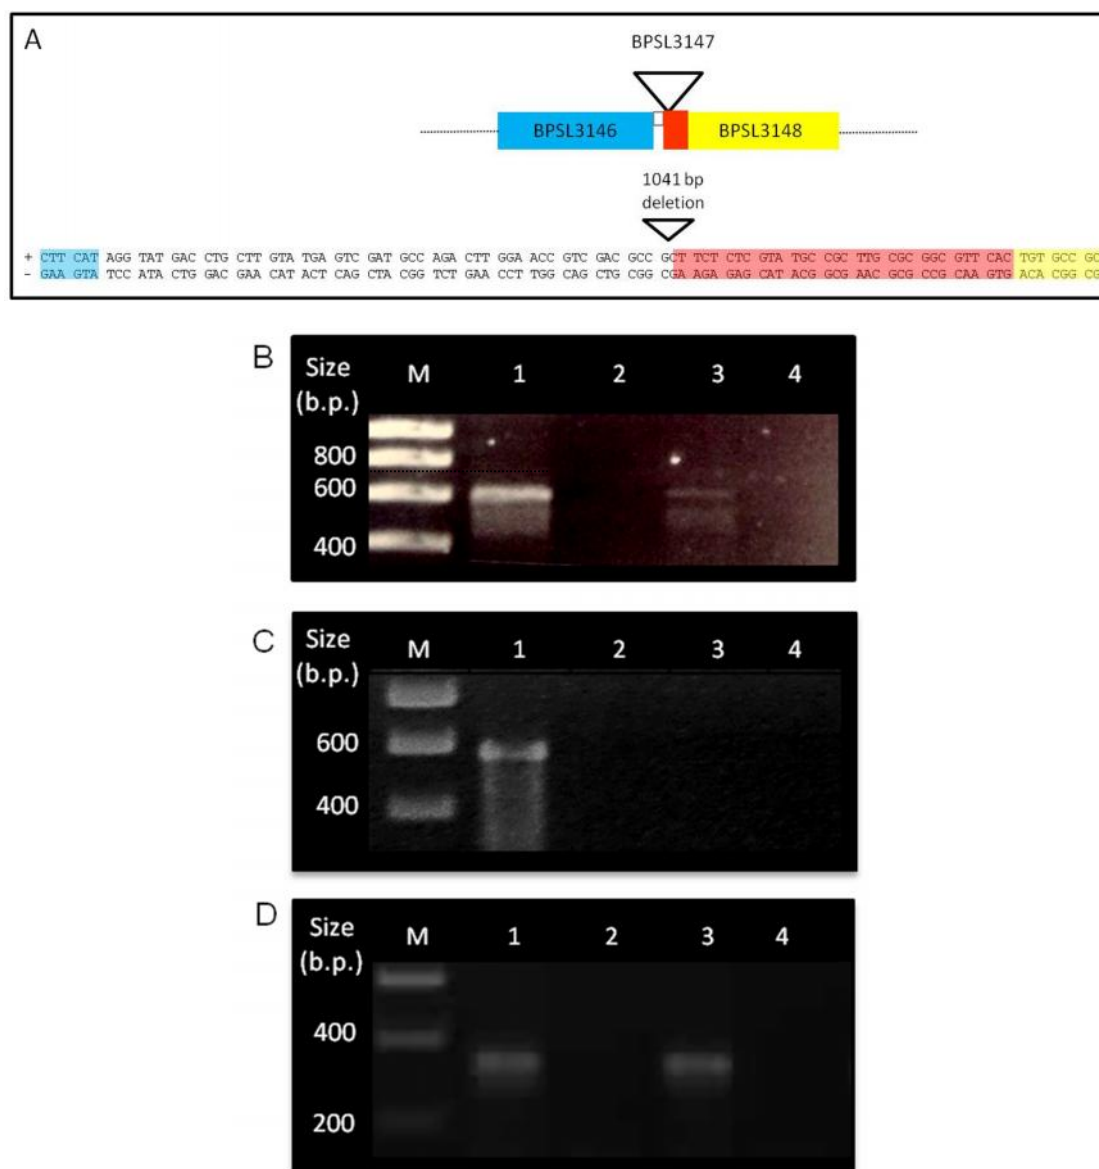 A
BPSL3147
BPSL3146 BPSL3148
1041 bp
deletion
+ CTT CAT AGG TAT GAC CTG CTT GTA TGA GTC GAT GCC AGA CTT GGA ACC GTC GAC GCC GCT TCT CTC GTA TGC CGC TTG CGC GGC GTT CAC TGT GCC GC
- GAA GTA TCC ATA CTG GAC GAA CAT ACT CAG CTA CGG TCT GAA CCT TGG CAG CTG CGG CGA AGA GAG CAT ACG GCG AAC GCG CCG CAA GTG ACA CGG CG
B
Size
(b.p.)
M 1 2 3 4
800
600
400
C
Size
(b.p.)
M 1 2 3 4
600
400
D
Size
(b.p.)
M 1 2 3 4
400
200